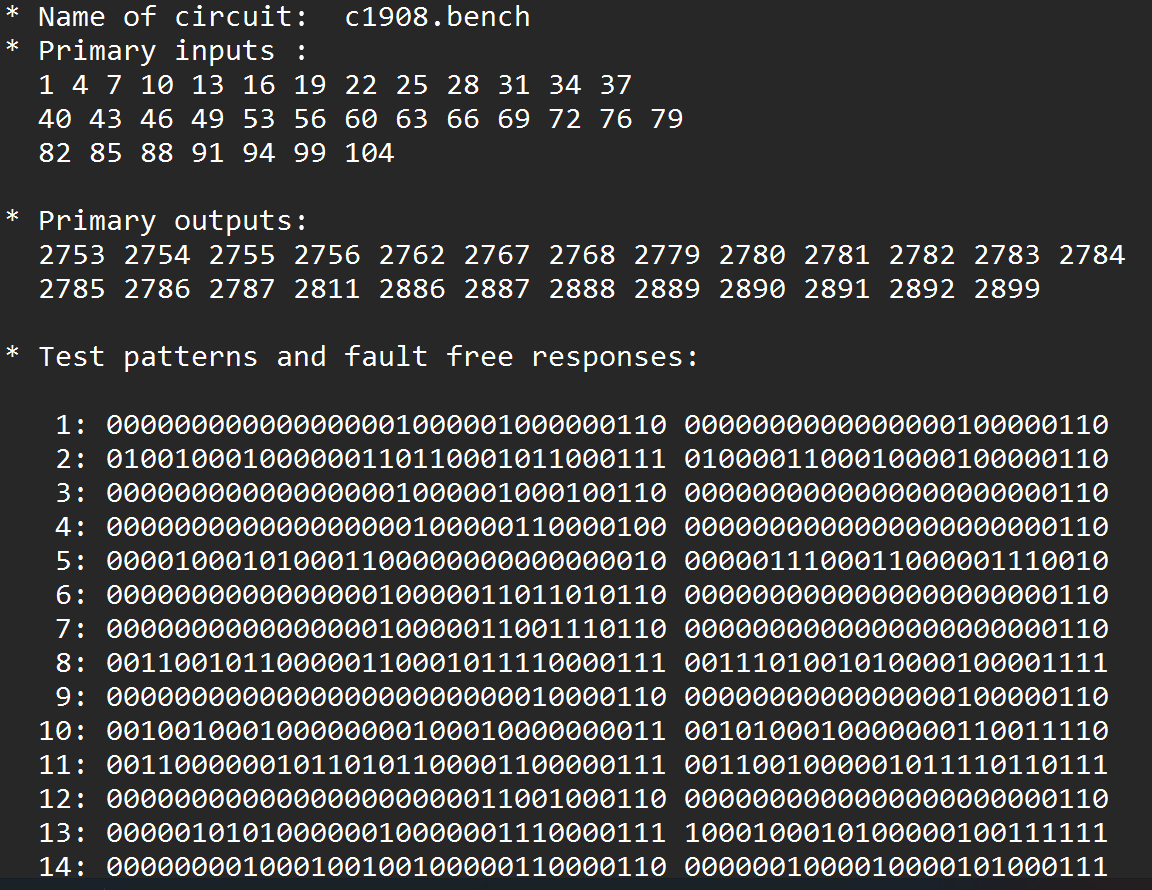 * Name of circuit: c1908.bench
* Primary inputs :
1 4 7 10 13 16 19 22 25 28 31 34 37
40 43 46 49 53 56 60 63 66 69 72 76 79
82 85 88 91 94 99 104
* Primary outputs:
2753 2754 2755 2756 2762 2767 2768 2779 2780 2781 2782 2783 2784
2785 2786 2787 2811 2886 2887 2888 2889 2890 2891 2892 2899
* Test patterns and fault free responses:
1: 000000000000000001000001000000110 0000000000000000100000110
2: 010010001000000110110001011000111 0100001100010000100000110
3: 000000000000000001000001000100110 0000000000000000000000110
4: 000000000000000000100000110000100 0000000000000000000000110
5: 000010001010001100000000000000010 0000011100011000001110010
6: 000000000000000010000011011010110 0000000000000000000000110
7: 000000000000000010000011001110110 0000000000000000000000110
8: 001100101100000110001011110000111 0011101001010000100001111
9: 000000000000000000000000010000110 0000000000000000100000110
10: 001001000100000000100010000000011 0010100010000000110011110
11: 001100000010110101100001100000111 0011001000001011110110111
12: 000000000000000000000011001000110 0000000000000000000000110
13: 000001010100000010000001110000111 1000100010100000100111111
14: 000000001000100100100000110000110 0000001000010000101000111